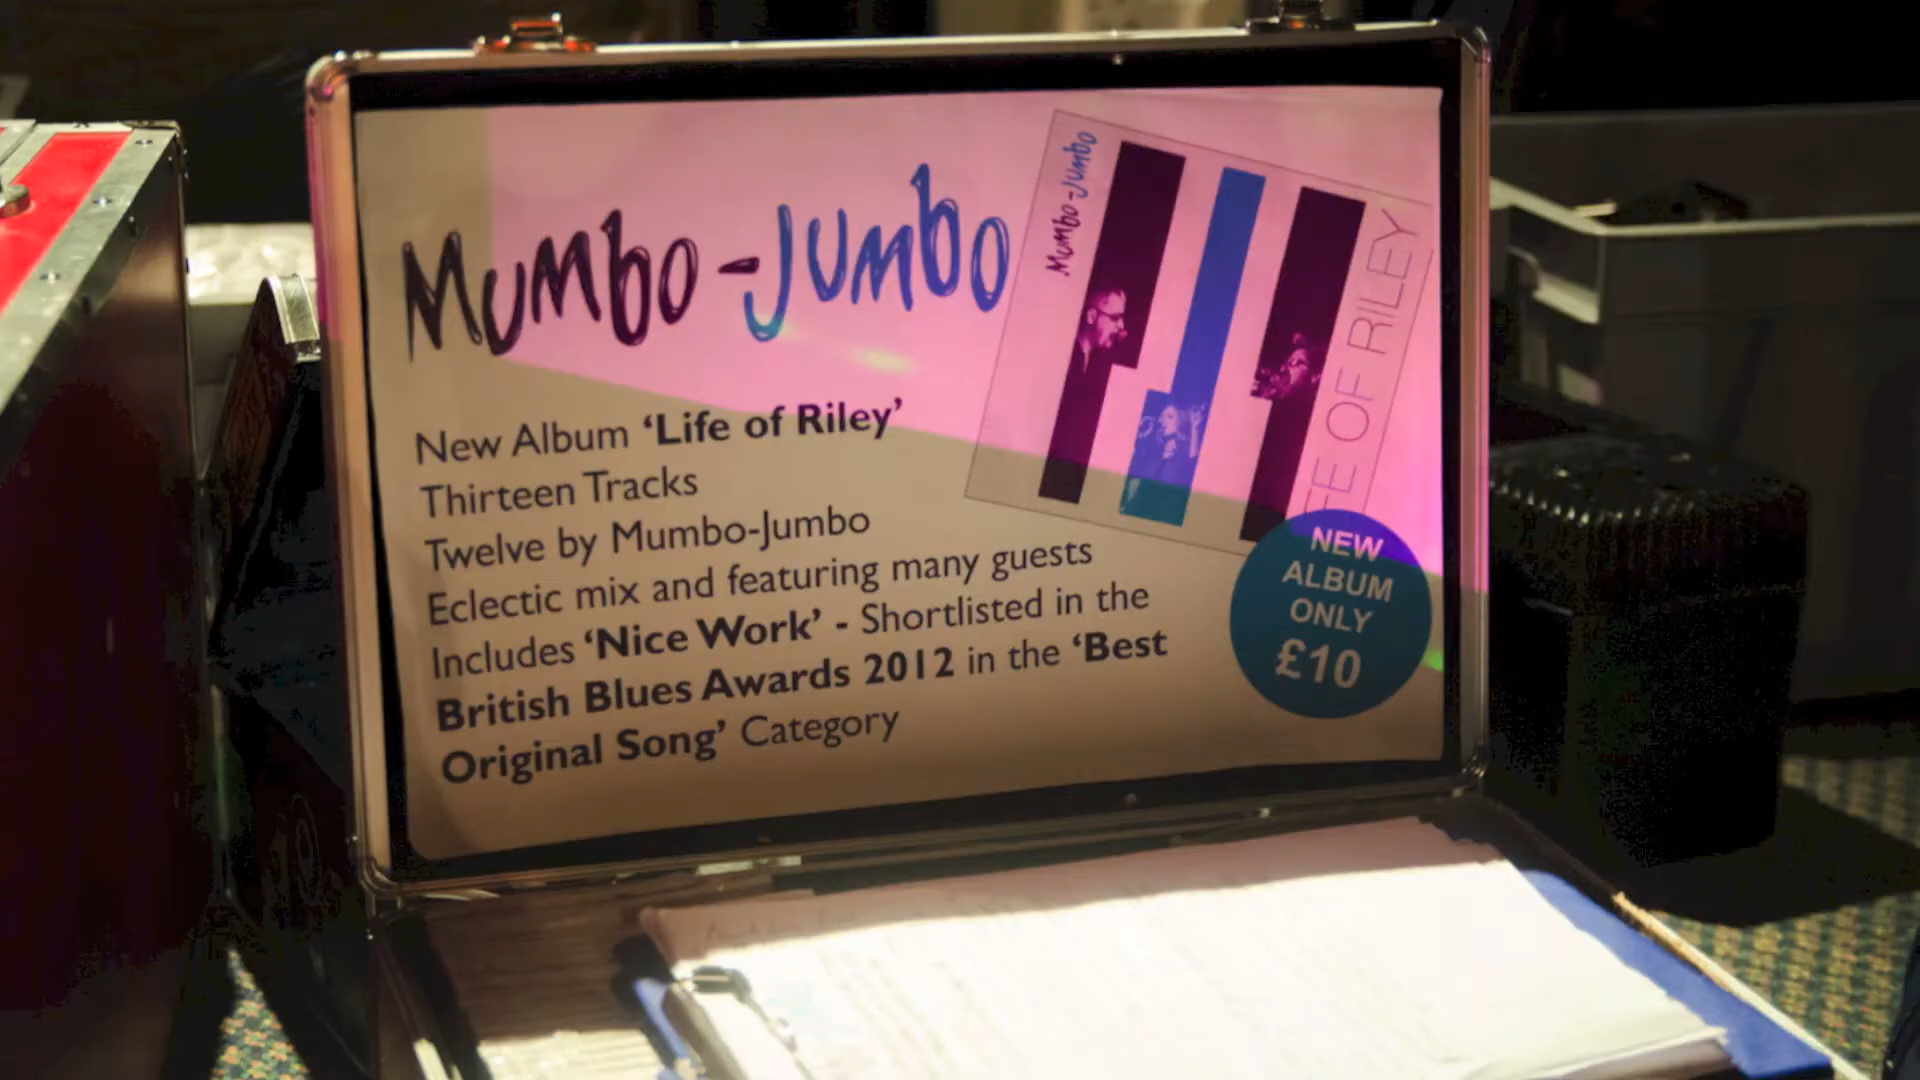 Mumbo-Jumbo
New Album ‘Life of Riley’
Thirteen Tracks
Twelve by Mumbo-Jumbo
Eclectic mix and featuring many guests
Includes ‘Nice Work’ - Shortlisted in the
British Blues Awards 2012 in the ‘Best
Original Song’ Category
Mumbo-Jumbo
FE OF RILEY
NEW
ALBUM
ONLY
£10